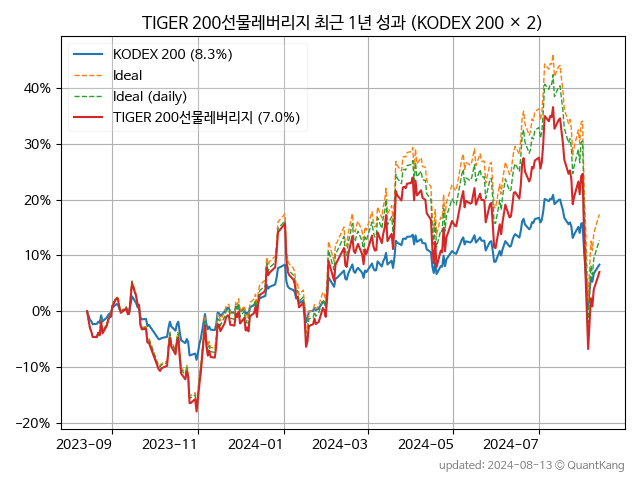 TIGER 200선물레버리지 최근 1년 성과 (KODEX 200 × 2)
KODEX 200 (8.3%)
Ideal
Ideal (daily)
TIGER 200선물레버리지 (7.0%)
40%
30%
20%
10%
0%
−10%
−20%
2023-09 2023-11 2024-01 2024-03 2024-05 2024-07
updated: 2024-08-13 © QuantKang